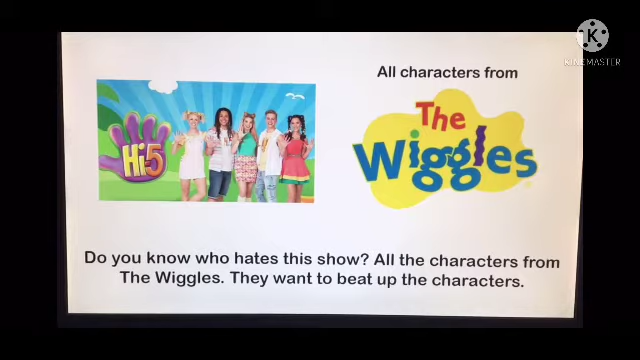 K
KINEMASTER
All characters from
Hi-5
The
Wiggles
Do you know who hates this show? All the characters from
The Wiggles. They want to beat up the characters.